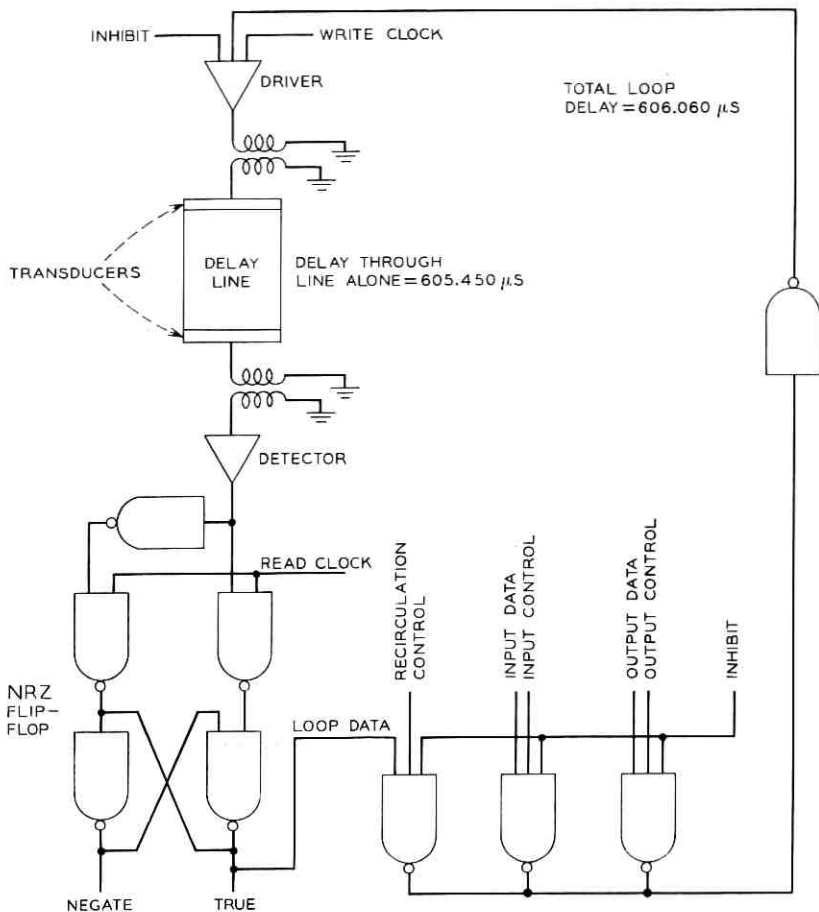 INHIBIT
WRITE CLOCK
DRIVER
TOTAL LOOP
DELAY = 606.060 μS
TRANSDUCERS
DELAY
LINE
DELAY THROUGH
LINE ALONE = 605.450 μS
DETECTOR
READ CLOCK
NRZ
FLIP-
FLOP
LOOP DATA
RECIRCULATION
CONTROL
INPUT DATA
INPUT CONTROL
OUTPUT DATA
OUTPUT CONTROL
INHIBIT
NEGATE
TRUE